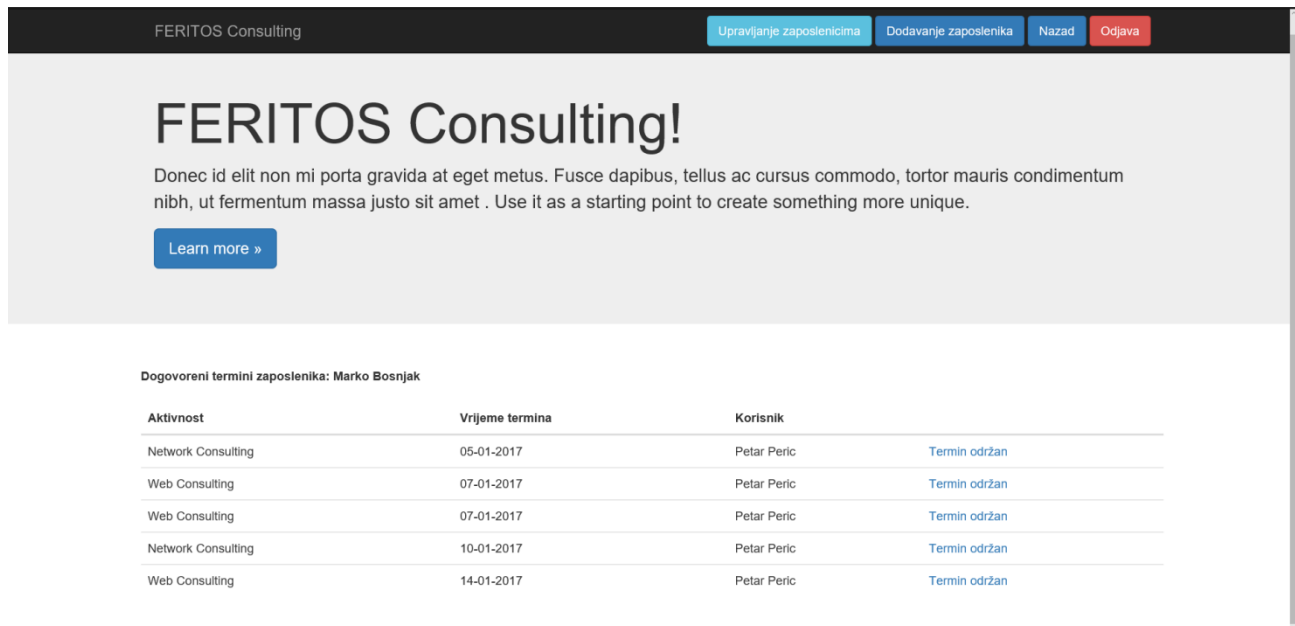 FERITOS Consulting Upravljanje zaposlenicima Dodavanje zaposlenika Nazad Odjava
FERITOS Consulting!
Donec id elit non mi porta gravida at eget metus. Fusce dapibus, tellus ac cursus commodo, tortor mauris condimentum
nibh, ut fermentum massa justo sit amet . Use it as a starting point to create something more unique.
Learn more »
Dogovoreni termini zaposlenika: Marko Bosnjak
Aktivnost Vrijeme termina Korisnik
Network Consulting 05-01-2017 Petar Peric Termin održan
Web Consulting 07-01-2017 Petar Peric Termin održan
Web Consulting 07-01-2017 Petar Peric Termin održan
Network Consulting 10-01-2017 Petar Peric Termin održan
Web Consulting 14-01-2017 Petar Peric Termin održan